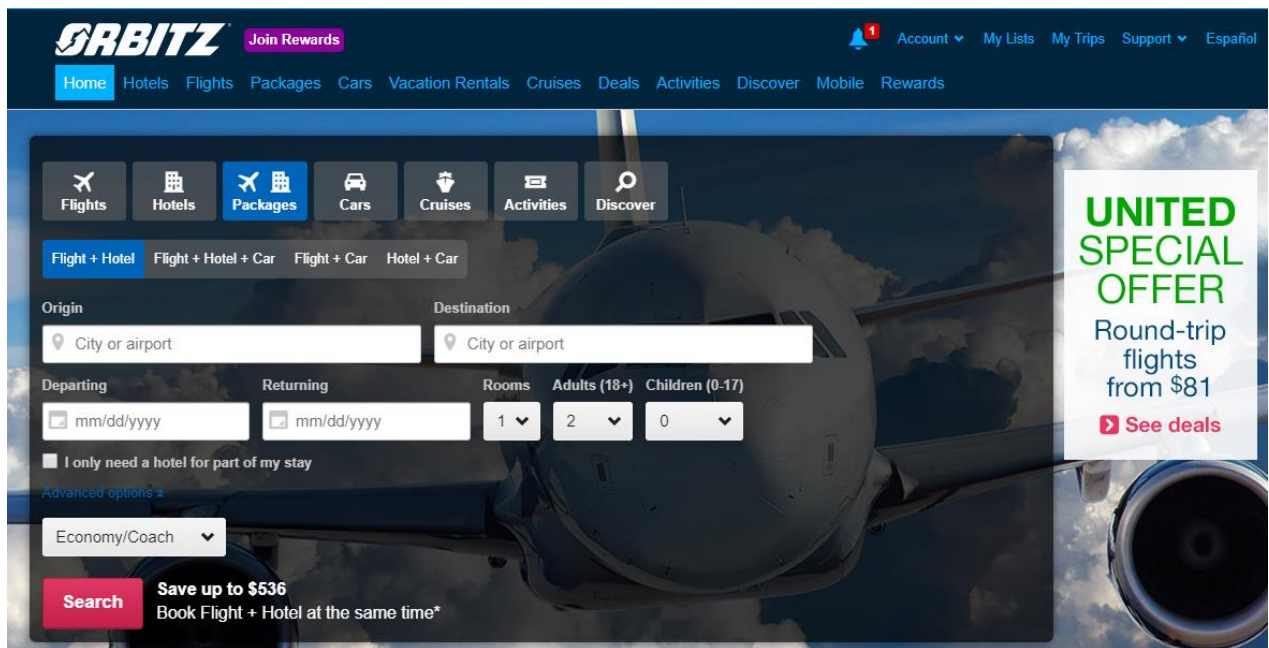 ORBITZ Join Rewards 1 Account My Lists My Trips Support Español
Home Hotels Flights Packages Cars Vacation Rentals Cruises Deals Activities Discover Mobile Rewards
Flights Hotels Packages Cars Cruises Activities Discover
Flight + Hotel Flight + Hotel + Car Flight + Car Hotel + Car
Origin Destination
City or airport City or airport
Departing Returning Rooms Adults (18+) Children (0-17)
mm/dd/yyyy mm/dd/yyyy 1 2 0
I only need a hotel for part of my stay
Advanced options
Economy/Coach
Search
Save up to $536
Book Flight + Hotel at the same time*
UNITED
SPECIAL
OFFER
Round-trip
flights
from $81
See deals